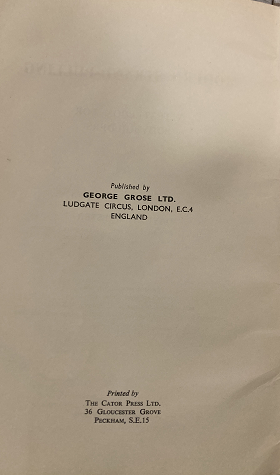 Published by
GEORGE GROSE LTD.
LUDGATE CIRCUS, LONDON, E.C.4
ENGLAND
Printed by
THE CATOR PRESS LTD.
36 GLOUCESTER GROVE
PECKHAM, S.E.15